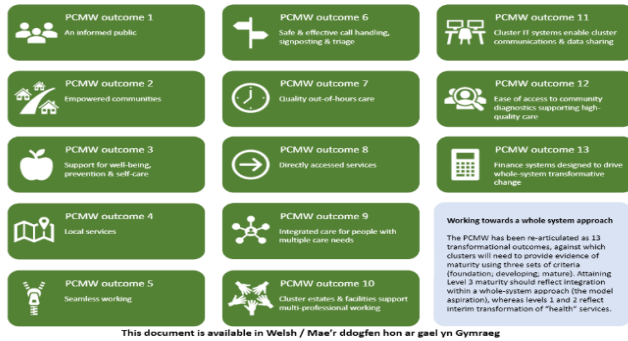 PCMW outcome 1
An informed public
PCMW outcome 2
Empowered communities
PCMW outcome 3
Support for well-being,
prevention & self-care
PCMW outcome 4
Local services
PCMW outcome 5
Seamless working
PCMW outcome 6
Safe & effective call handling,
signposting & triage
PCMW outcome 7
Quality out-of-hours care
PCMW outcome 8
Directly accessed services
PCMW outcome 9
Integrated care for people with
multiple care needs
PCMW outcome 10
Cluster estates & facilities support
multi-professional working
PCMW outcome 11
Cluster IT systems enable cluster
communications & data sharing
PCMW outcome 12
Ease of access to community
diagnostics supporting high-
quality care
PCMW outcome 13
Finance systems designed to drive
whole-system transformative
change
Working towards a whole system approach
The PCMW has been re-articulated as 13
transformational outcomes, against which
clusters will need to provide evidence of
maturity using three sets of criteria
(foundation; developing; mature). Attaining
Level 3 maturity should reflect integration
within a whole-system approach (the model
aspiration), whereas levels 1 and 2 reflect
interim transformation of “health” services.
This document is available in Welsh / Mae’r ddogfen hon ar gael yn Gymraeg